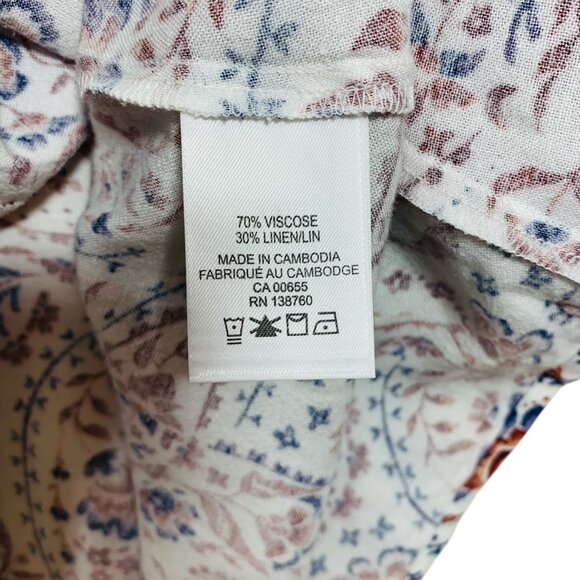 70% VISCOSE
30% LINEN/LIN
MADE IN CAMBODIA
FABRIQUÉ AU CAMBODGE
CA 00655
RN 138760